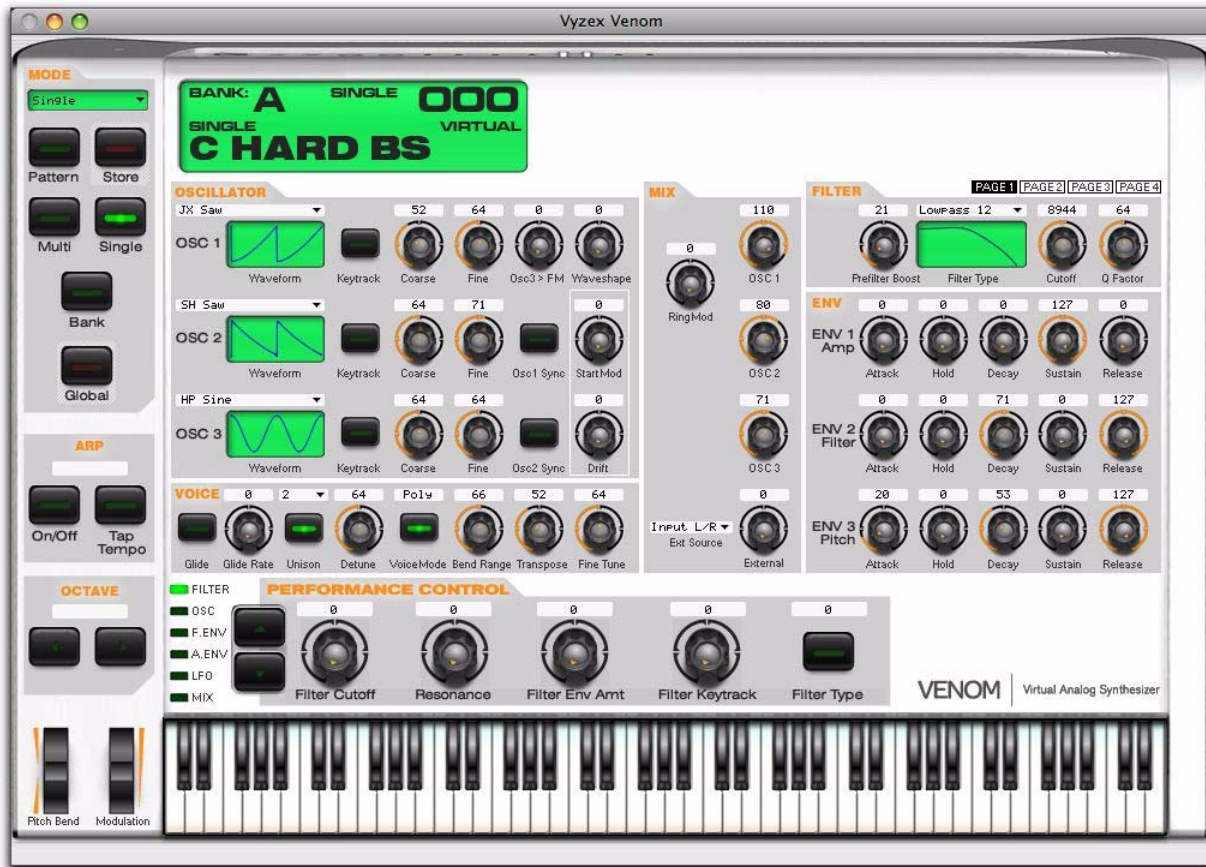 Vyzex Venom
MODE
Single
Pattern Store
Multi Single
Bank
Global
ARP
On/Off Tap Tempo
OCTAVE
Pitch Bend Modulation
BANK: A SINGLE 000
SINGLE VIRTUAL
C HARD BS
OSCILLATOR
JX Saw 52 64 0 0
OSC 1
Waveform Keytrack Coarse Fine Osc3 > FM Waveshape
SH Saw 64 71 0
OSC 2
Waveform Keytrack Coarse Fine Osc1 Sync StartMod
HP Sine 64 64 0
OSC 3
Waveform Keytrack Coarse Fine Osc2 Sync Drift
VOICE 0 2 64 Poly 66 52 64
Glide Glide Rate Unison Detune VoiceMode Bend Range Transpose Fine Tune
MIX
110
0
OSC 1
RingMod
80
OSC 2
71
OSC 3
0
Input L/R
Ext Source
External
PAGE 1 PAGE 2 PAGE 3 PAGE 4
FILTER
21 Lowpass 12 8944 64
Prefilter Boost Filter Type Cutoff Q Factor
ENV 0 0 0 127 0
ENV 1
Amp
Attack Hold Decay Sustain Release
0 0 71 0 127
ENV 2
Filter
Attack Hold Decay Sustain Release
20 0 53 0 127
ENV 3
Pitch
Attack Hold Decay Sustain Release
FILTER
OSC
F.ENV
A.ENV
LFO
MIX
PERFORMANCE CONTROL
0 0 0 0 0
Filter Cutoff Resonance Filter Env Amt Filter Keytrack Filter Type
VENOM Virtual Analog Synthesizer